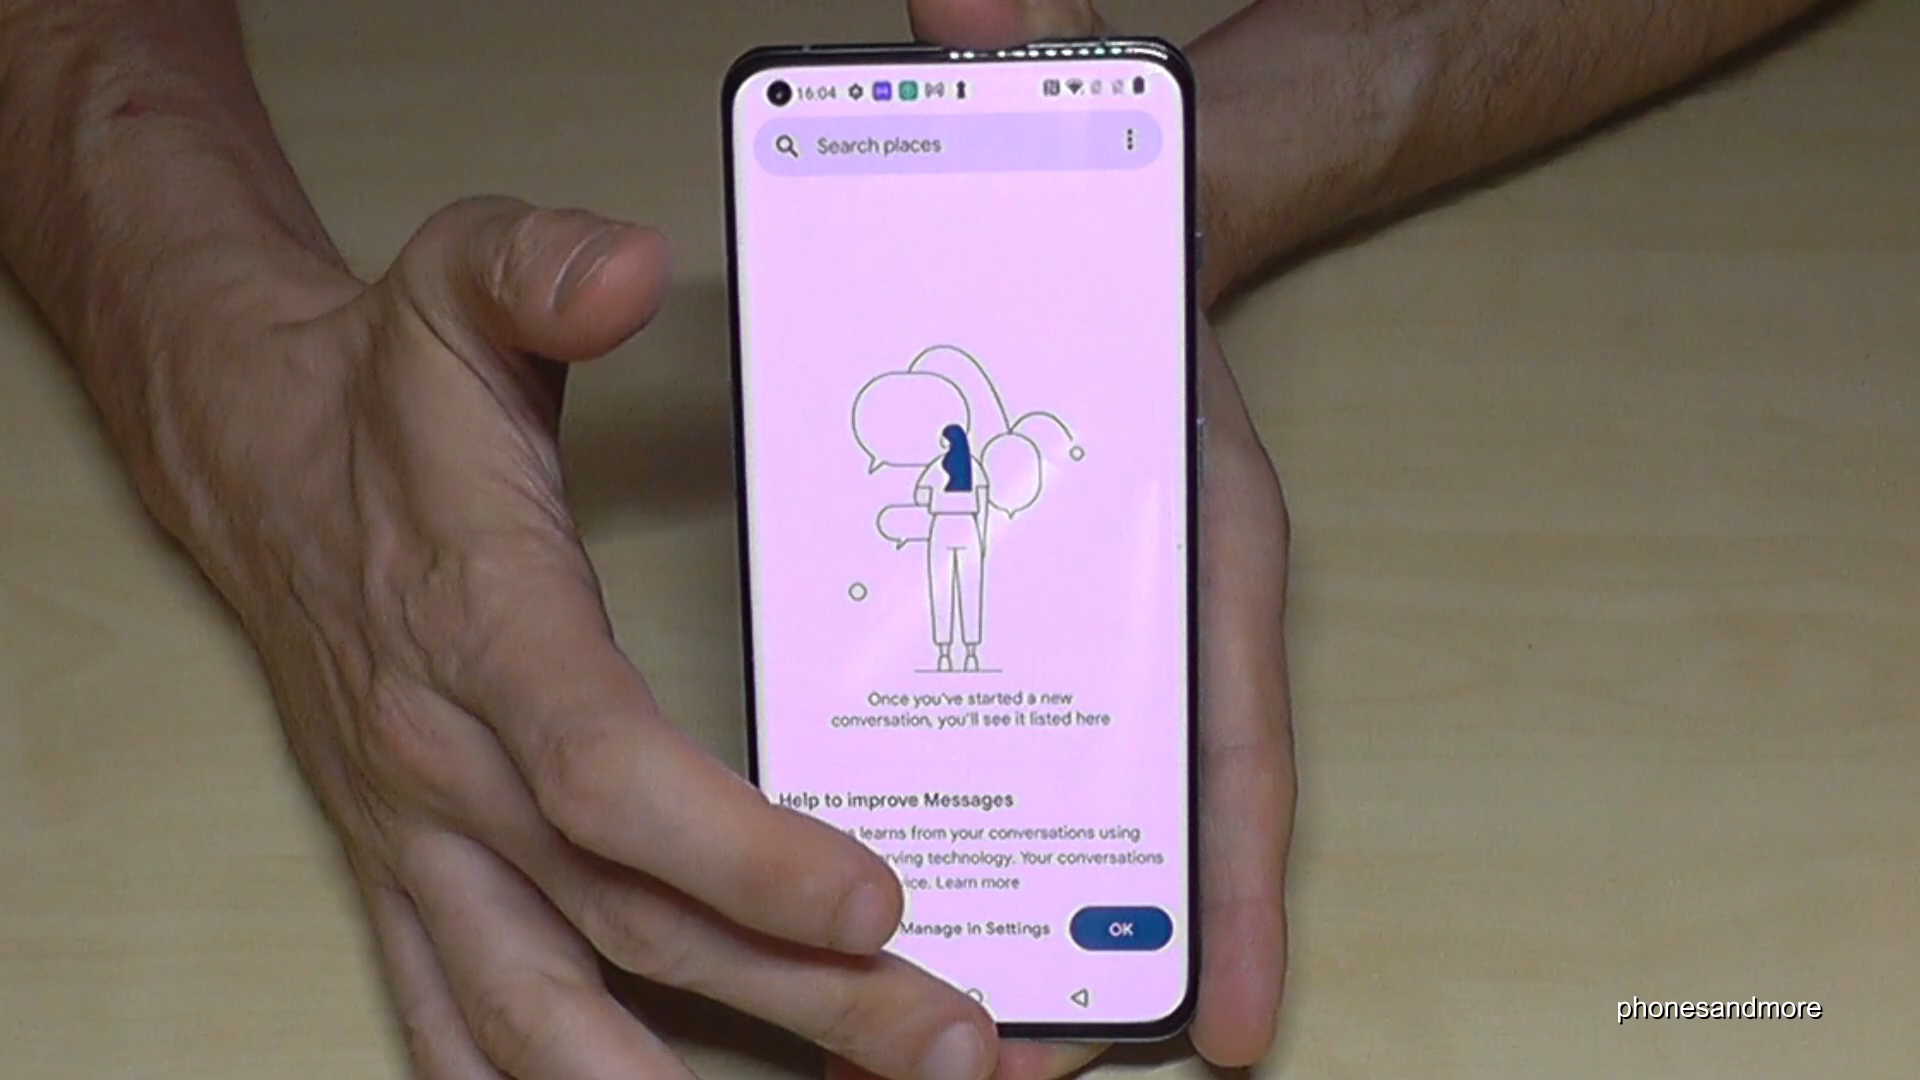 16:04
Search places
Once you've started a new
conversation, you'll see it listed here
Help to improve Messages
learns from your conversations using
technology. Your conversations
Learn more
Manage in Settings
OK
phonesandmore